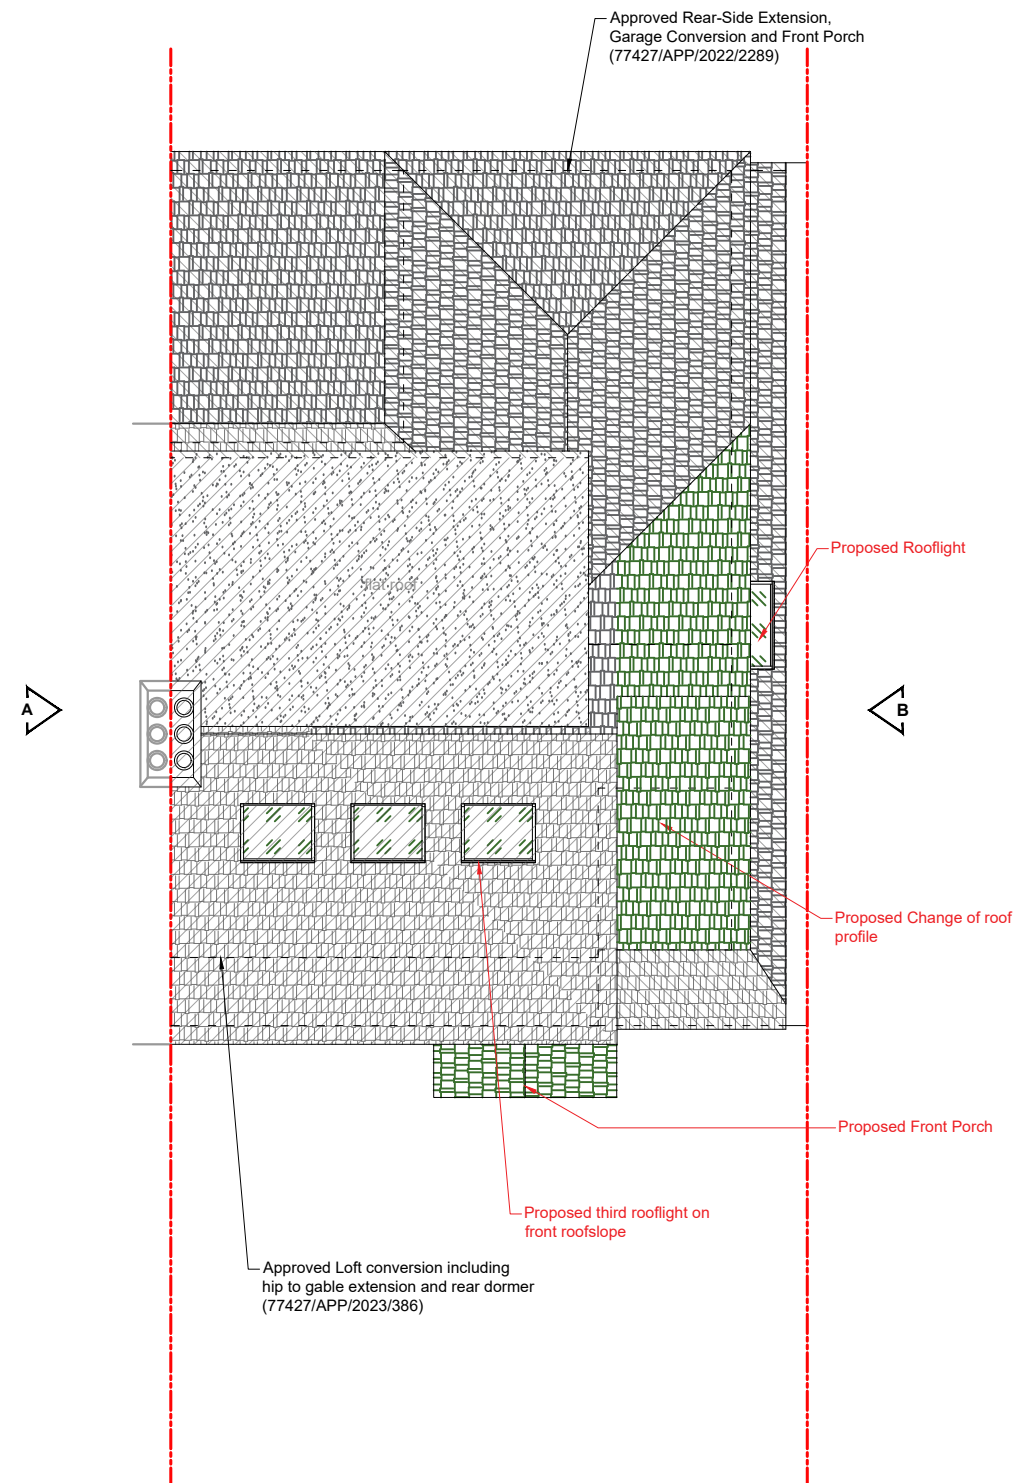 Approved Rear-Side Extension,
Garage Conversion and Front Porch
(77427/APP/2022/2289)
Proposed Rooflight
flat roof
A
B
Proposed Change of roof
profile
Proposed Front Porch
Proposed third rooflight on
front roofslope
Approved Loft conversion including
hip to gable extension and rear dormer
(77427/APP/2023/386)